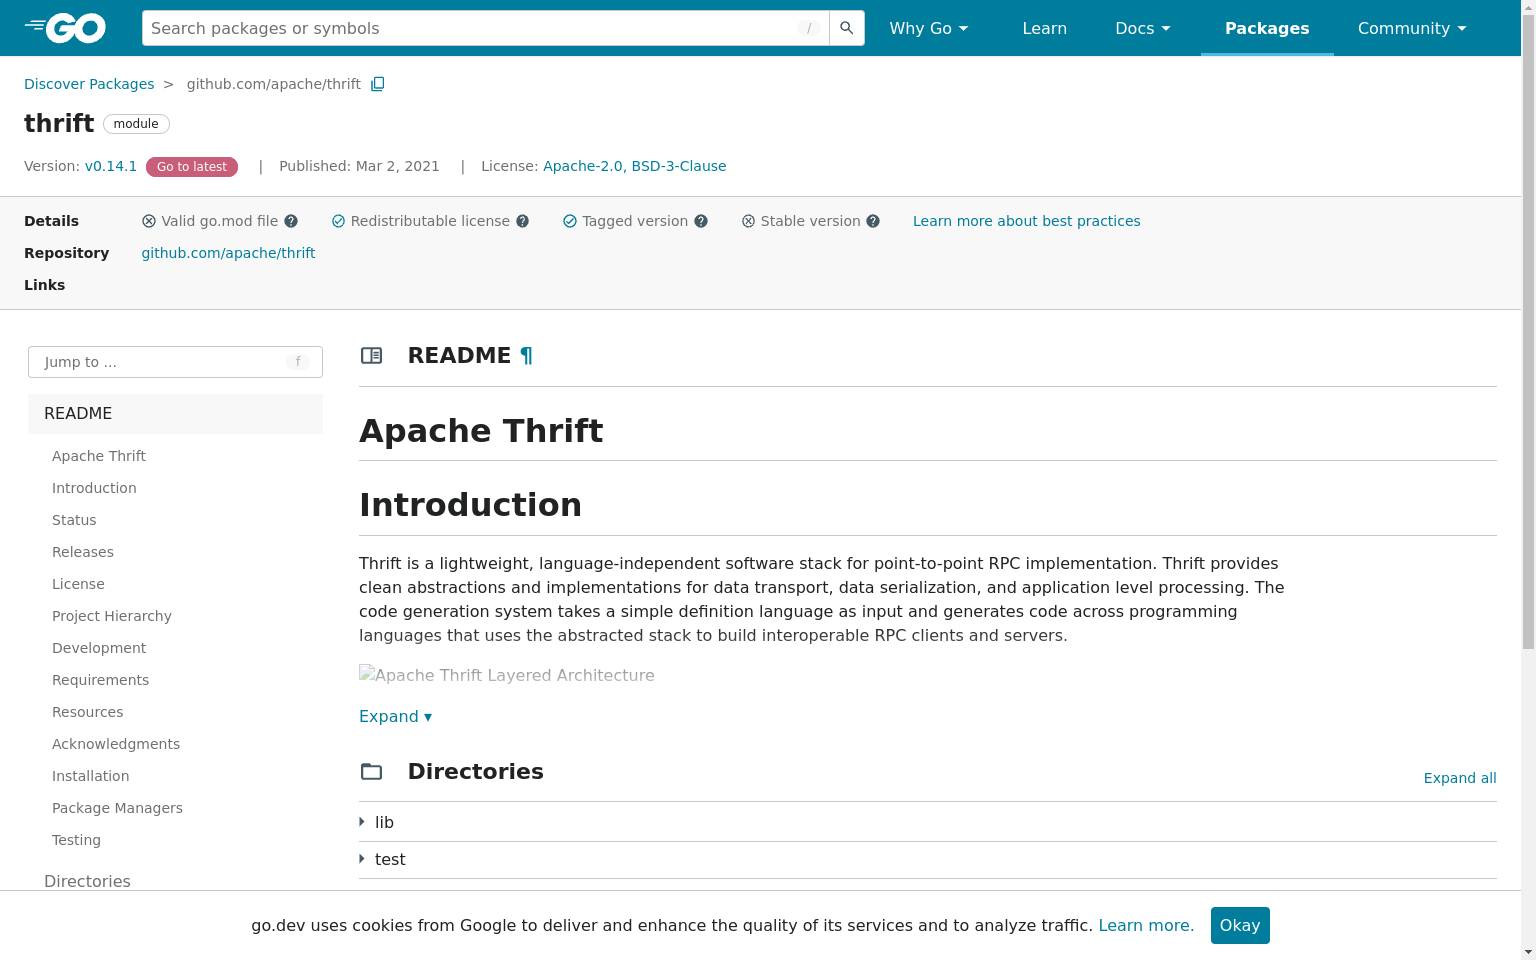 GO
Search packages or symbols
/
Why Go
Learn
Docs
Packages
Community
Discover Packages > github.com/apache/thrift
thrift module
Version: v0.14.1 Go to latest | Published: Mar 2, 2021 | License: Apache-2.0, BSD-3-Clause
Details Valid go.mod file Redistributable license Tagged version Stable version Learn more about best practices
Repository github.com/apache/thrift
Links
Jump to ... f
README
Apache Thrift
Introduction
Status
Releases
License
Project Hierarchy
Development
Requirements
Resources
Acknowledgments
Installation
Package Managers
Testing
Directories
README ¶
Apache Thrift
Introduction
Thrift is a lightweight, language-independent software stack for point-to-point RPC implementation. Thrift provides
clean abstractions and implementations for data transport, data serialization, and application level processing. The
code generation system takes a simple definition language as input and generates code across programming
languages that uses the abstracted stack to build interoperable RPC clients and servers.
Apache Thrift Layered Architecture
Expand ▾
Directories
Expand all
lib
test
go.dev uses cookies from Google to deliver and enhance the quality of its services and to analyze traffic. Learn more. Okay